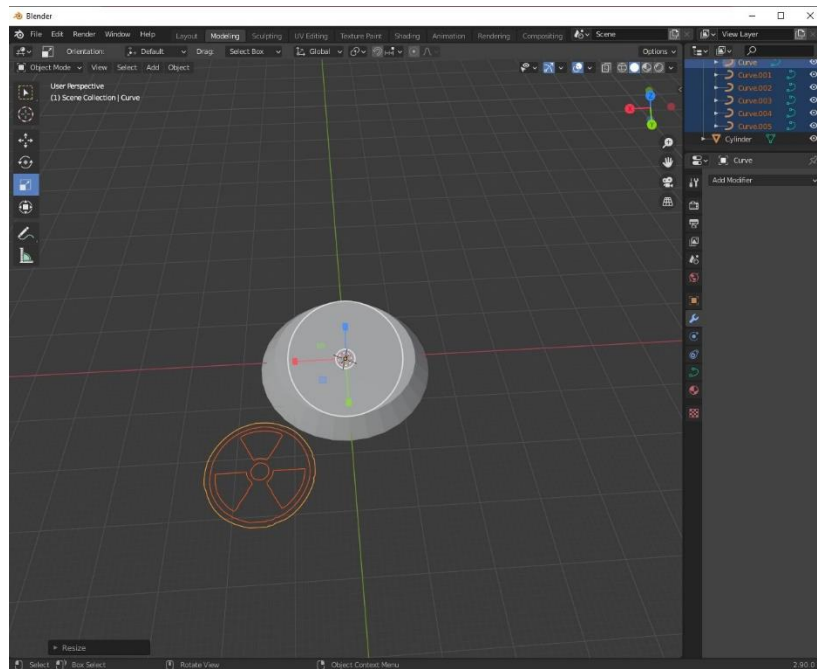 Blender
File Edit Render Window Help Layout Modeling Sculpting UV Editing Texture Paint Shading Animation Rendering Compositing Scene View Layer
Orientation: Default Drag: Select Box Global Options
Object Mode View Select Add Object
User Perspective
(1) Scene Collection | Curve
Curve
Curve.001
Curve.002
Curve.003
Curve.004
Curve.005
Cylinder
Curve
Add Modifier
X
Z
Y
Resize
Select Box Select Rotate View Object Context Menu 2.90.0